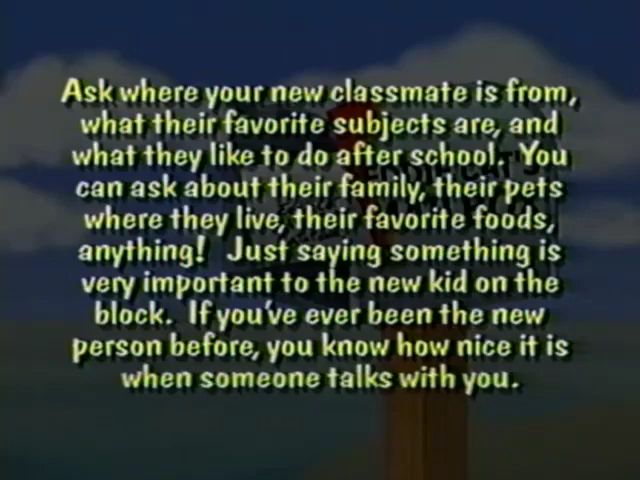 Ask where your new classmate is from,
what their favorite subjects are, and
what they like to do after school.  You
can ask about their family, their pets
where they live, their favorite foods,
anything!  Just saying something is
very important to the new kid on the
block.  If you've ever been the new
person before, you know how nice it is
when someone talks with you.